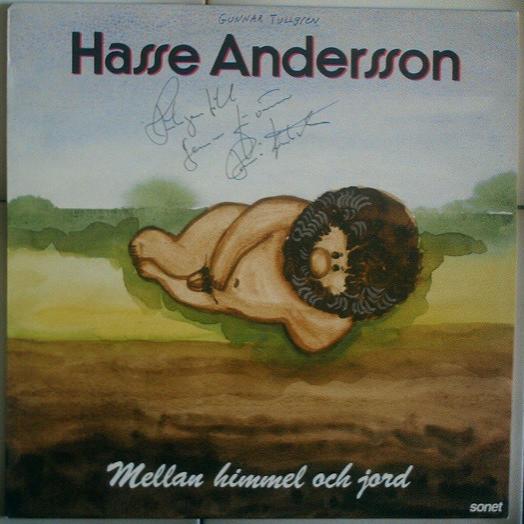 GUNNAR TULLGREN
Hasse Andersson
Mellan himmel och jord
sonet